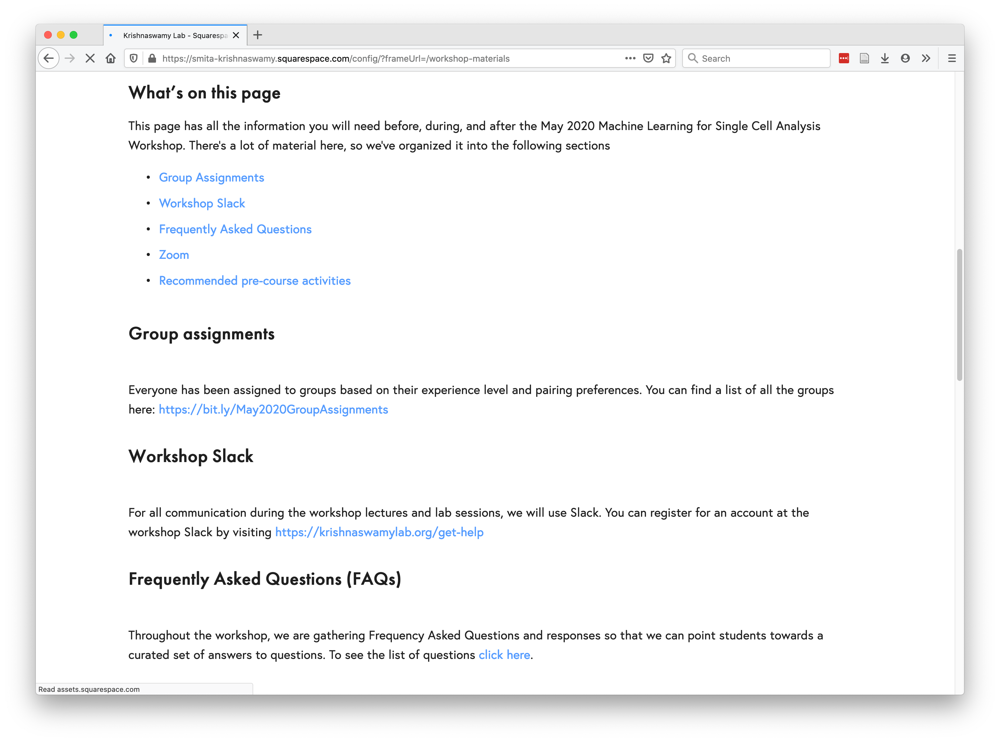 Krishnaswamy Lab - Squarespa
https://smita-krishnaswamy.squarespace.com/config/?frameUrl=/workshop-materials
Search
What's on this page
This page has all the information you will need before, during, and after the May 2020 Machine Learning for Single Cell Analysis
Workshop. There's a lot of material here, so we've organized it into the following sections
• Group Assignments
• Workshop Slack
• Frequently Asked Questions
• Zoom
• Recommended pre-course activities
Group assignments
Everyone has been assigned to groups based on their experience level and pairing preferences. You can find a list of all the groups
here: https://bit.ly/May2020GroupAssignments
Workshop Slack
For all communication during the workshop lectures and lab sessions, we will use Slack. You can register for an account at the
workshop Slack by visiting https://krishnaswamylab.org/get-help
Frequently Asked Questions (FAQs)
Throughout the workshop, we are gathering Frequency Asked Questions and responses so that we can point students towards a
curated set of answers to questions. To see the list of questions click here.
Read assets.squarespace.com